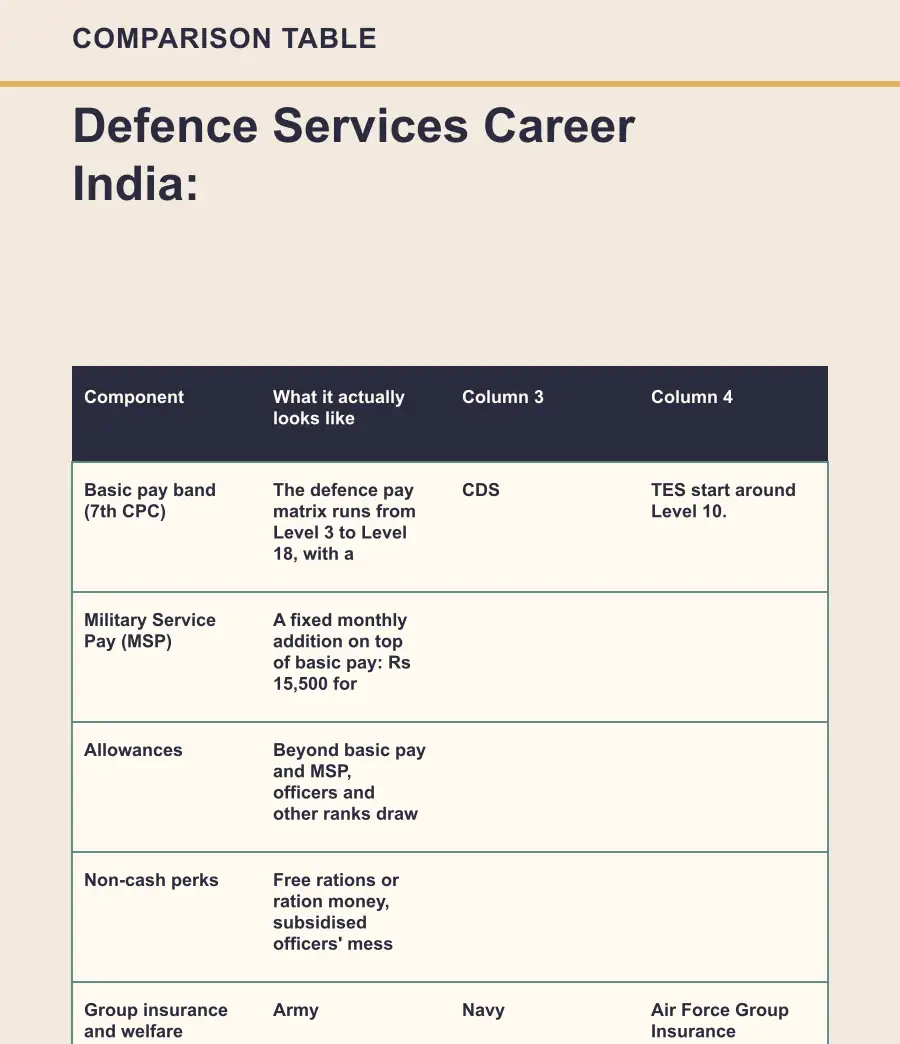 COMPARISON TABLE
Defence Services Career
India:
Component
What it actually
looks like
Column 3
Column 4
Basic pay band
(7th CPC)
The defence pay
matrix runs from
Level 3 to Level
18, with a
CDS
TES start around
Level 10.
Military Service
Pay (MSP)
A fixed monthly
addition on top
of basic pay: Rs
15,500 for
Allowances
Beyond basic pay
and MSP,
officers and
other ranks draw
Non-cash perks
Free rations or
ration money,
subsidised
officers' mess
Group insurance
and welfare
Army
Navy
Air Force Group
Insurance